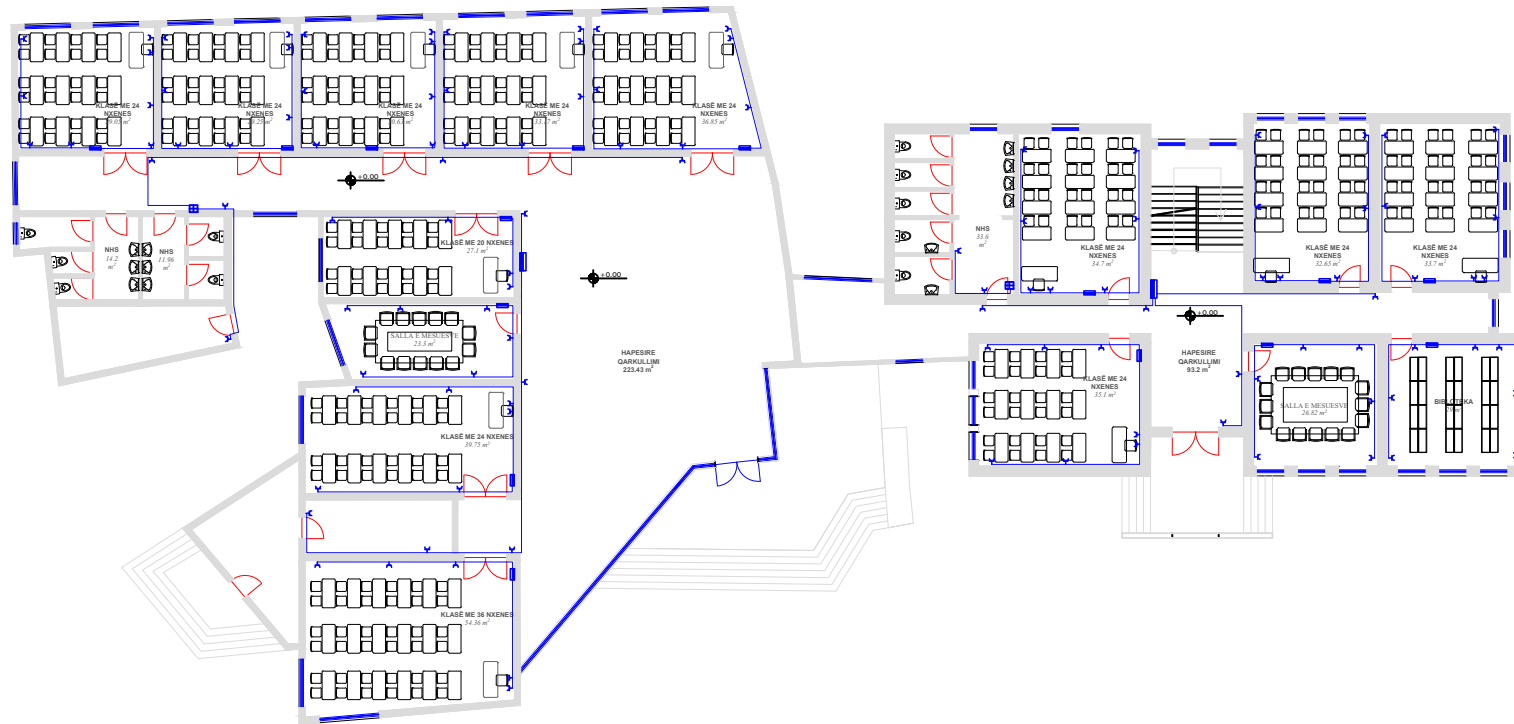 KLASË ME 24
NXENES
KLASË ME 24
NXENES
KLASË ME 24
NXENES
KLASË ME 24
NXENES
33.17 m²
KLASË ME 24
NXENES
36.85 m²
+0.00
NHS
14.2
m²
NHS
11.96
m²
KLASË ME 20 NXENES
27.1 m²
SALLA E MESUESVE
23.3 m²
KLASË ME 24 NXENES
39.75 m²
KLASË ME 36 NXENES
54.36 m²
+0.00
HAPESIRE
QARKULLIMI
223.43 m²
NHS
33.6
m²
KLASË ME 24
NXENES
34.7 m²
KLASË ME 24
NXENES
32.65 m²
KLASË ME 24
NXENES
33.7 m²
+0.00
KLASË ME 24
NXENES
35.1 m²
HAPESIRE
QARKULLIMI
93.2 m²
SALLA E MESUESVE
26.82 m²
BIBLOTEKA